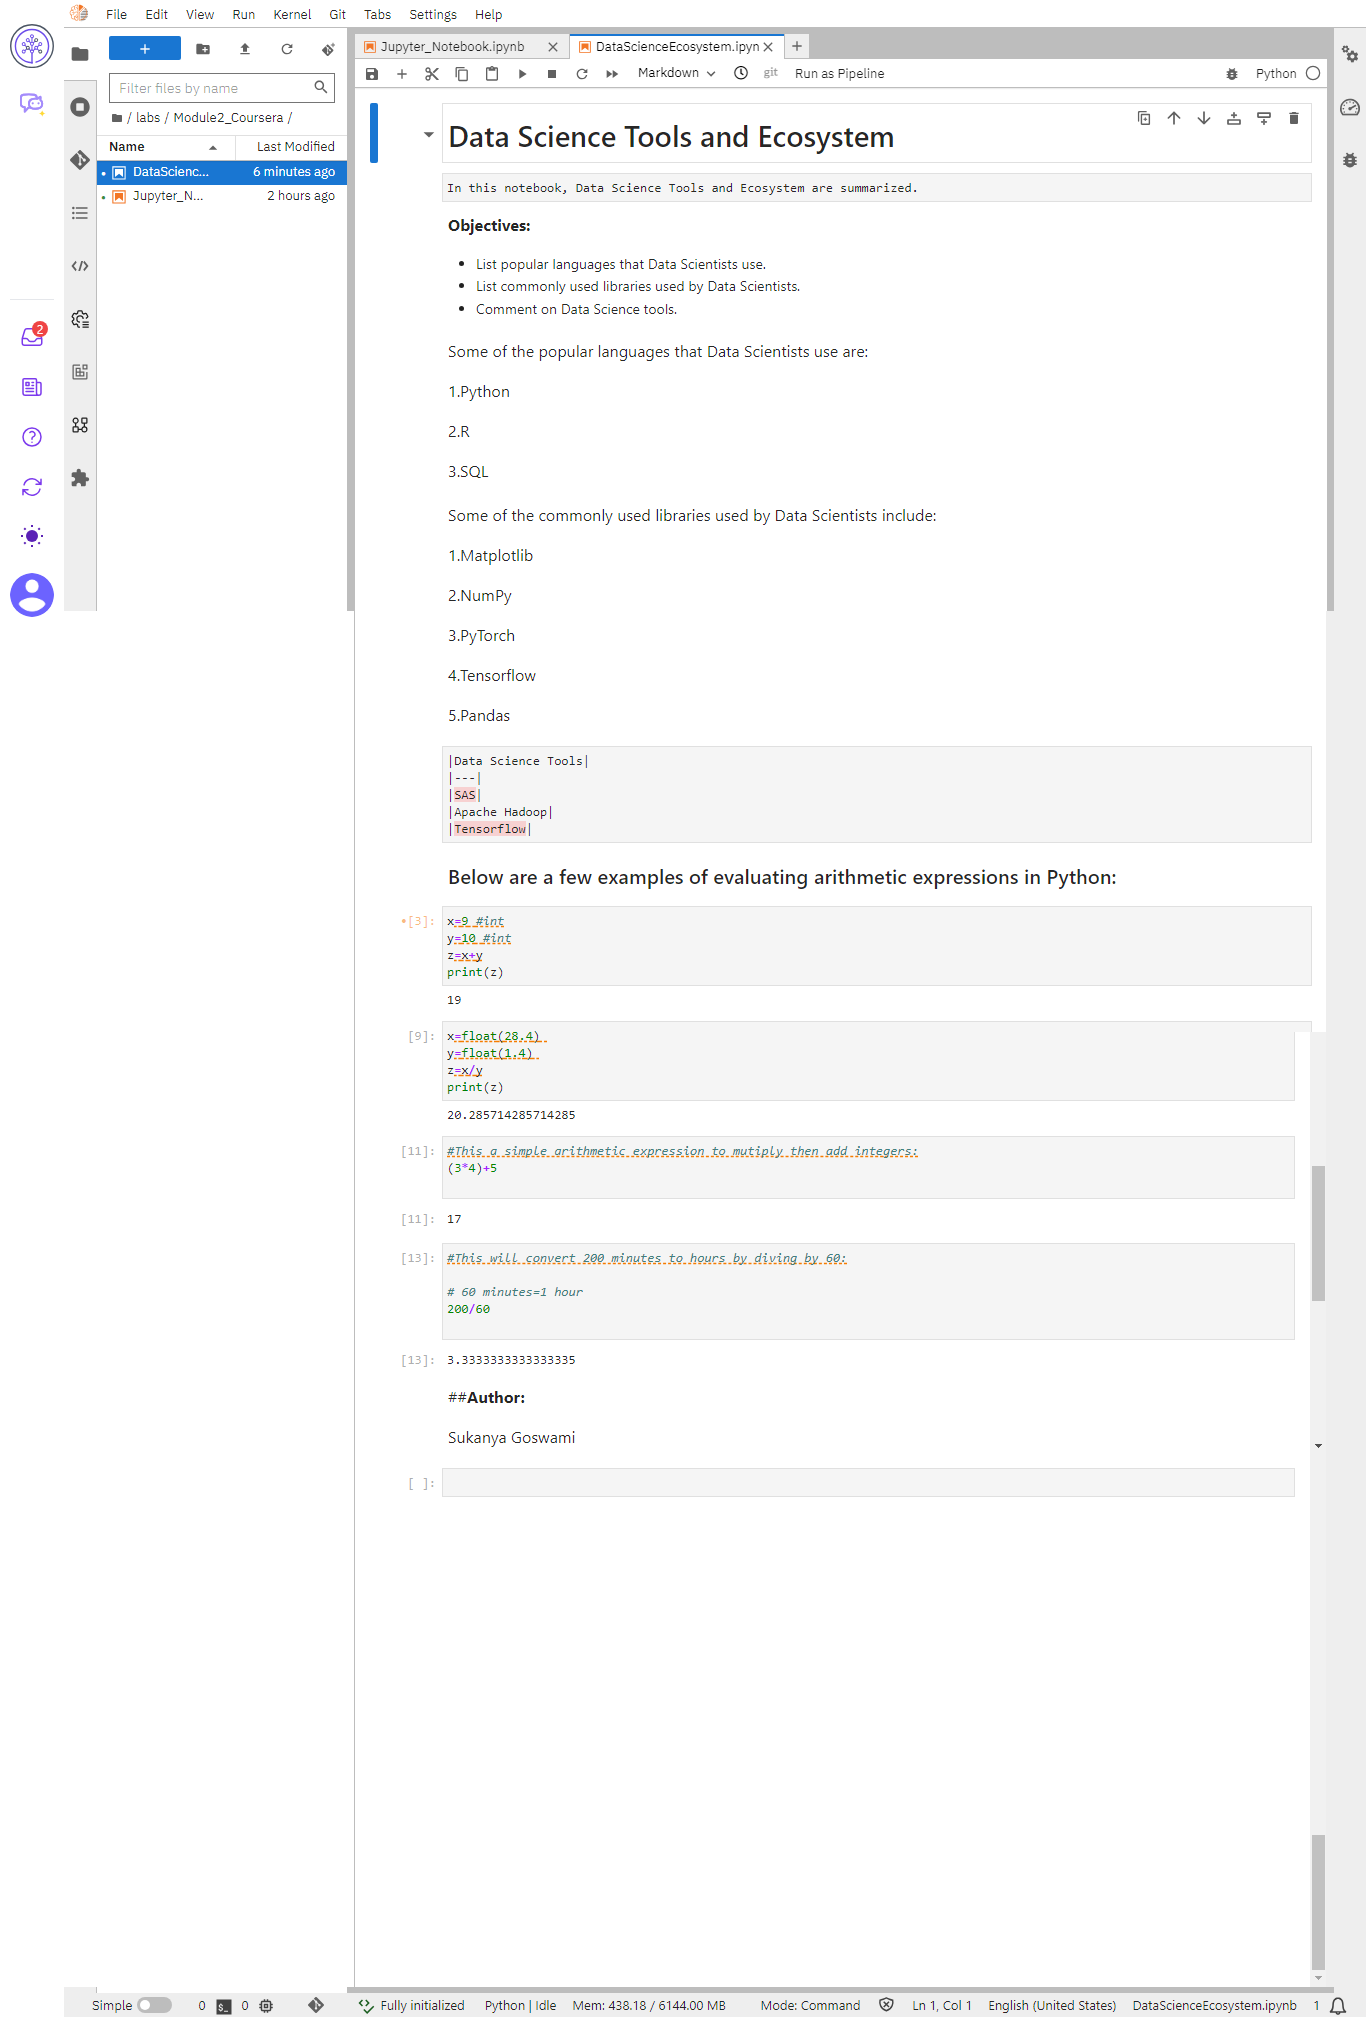 File Edit View Run Kernel Git Tabs Settings Help
+
Filter files by name
/ labs / Module2_Coursera /
Name Last Modified
DataScienc... 6 minutes ago
Jupyter_N... 2 hours ago
2
Jupyter_Notebook.ipynb
DataScienceEcosystem.ipyn
Markdown
git
Run as Pipeline
Python
Data Science Tools and Ecosystem
In this notebook, Data Science Tools and Ecosystem are summarized.
Objectives:
• List popular languages that Data Scientists use.
• List commonly used libraries used by Data Scientists.
• Comment on Data Science tools.
Some of the popular languages that Data Scientists use are:
1.Python
2.R
3.SQL
Some of the commonly used libraries used by Data Scientists include:
1.Matplotlib
2.NumPy
3.PyTorch
4.Tensorflow
5.Pandas
|Data Science Tools|
|---|
|SAS|
|Apache Hadoop|
|Tensorflow|
Below are a few examples of evaluating arithmetic expressions in Python:
•[3]: x=9 #int
y=10 #int
z=x+y
print(z)
19
[9]: x=float(28.4)
y=float(1.4)
z=x/y
print(z)
20.285714285714285
[11]: #This a simple arithmetic expression to mutiply then add integers:
(3*4)+5
[11]: 17
[13]: #This will convert 200 minutes to hours by diving by 60:
# 60 minutes=1 hour
200/60
[13]: 3.3333333333333335
##Author:
Sukanya Goswami
[ ]:
Simple 0 $_ 0 Fully initialized Python | Idle Mem: 438.18 / 6144.00 MB Mode: Command Ln 1, Col 1 English (United States) DataScienceEcosystem.ipynb 1